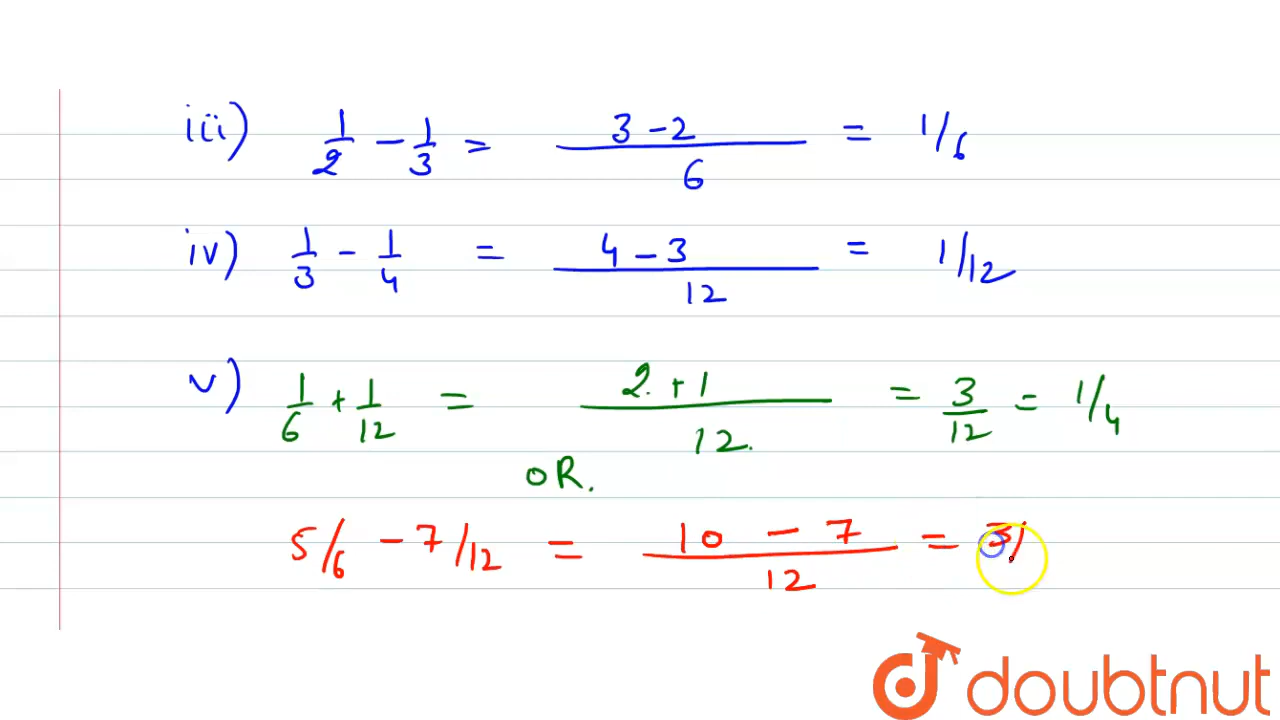 iii) 1/2 - 1/3 = (3 - 2)/6 = 1/6
iv) 1/3 - 1/4 = (4 - 3)/12 = 1/12
v) 1/6 + 1/12 = (2. + 1)/12. = 3/12 = 1/4
OR.
5/6 - 7/12 = (10 - 7)/12 = 3/
doubtnut